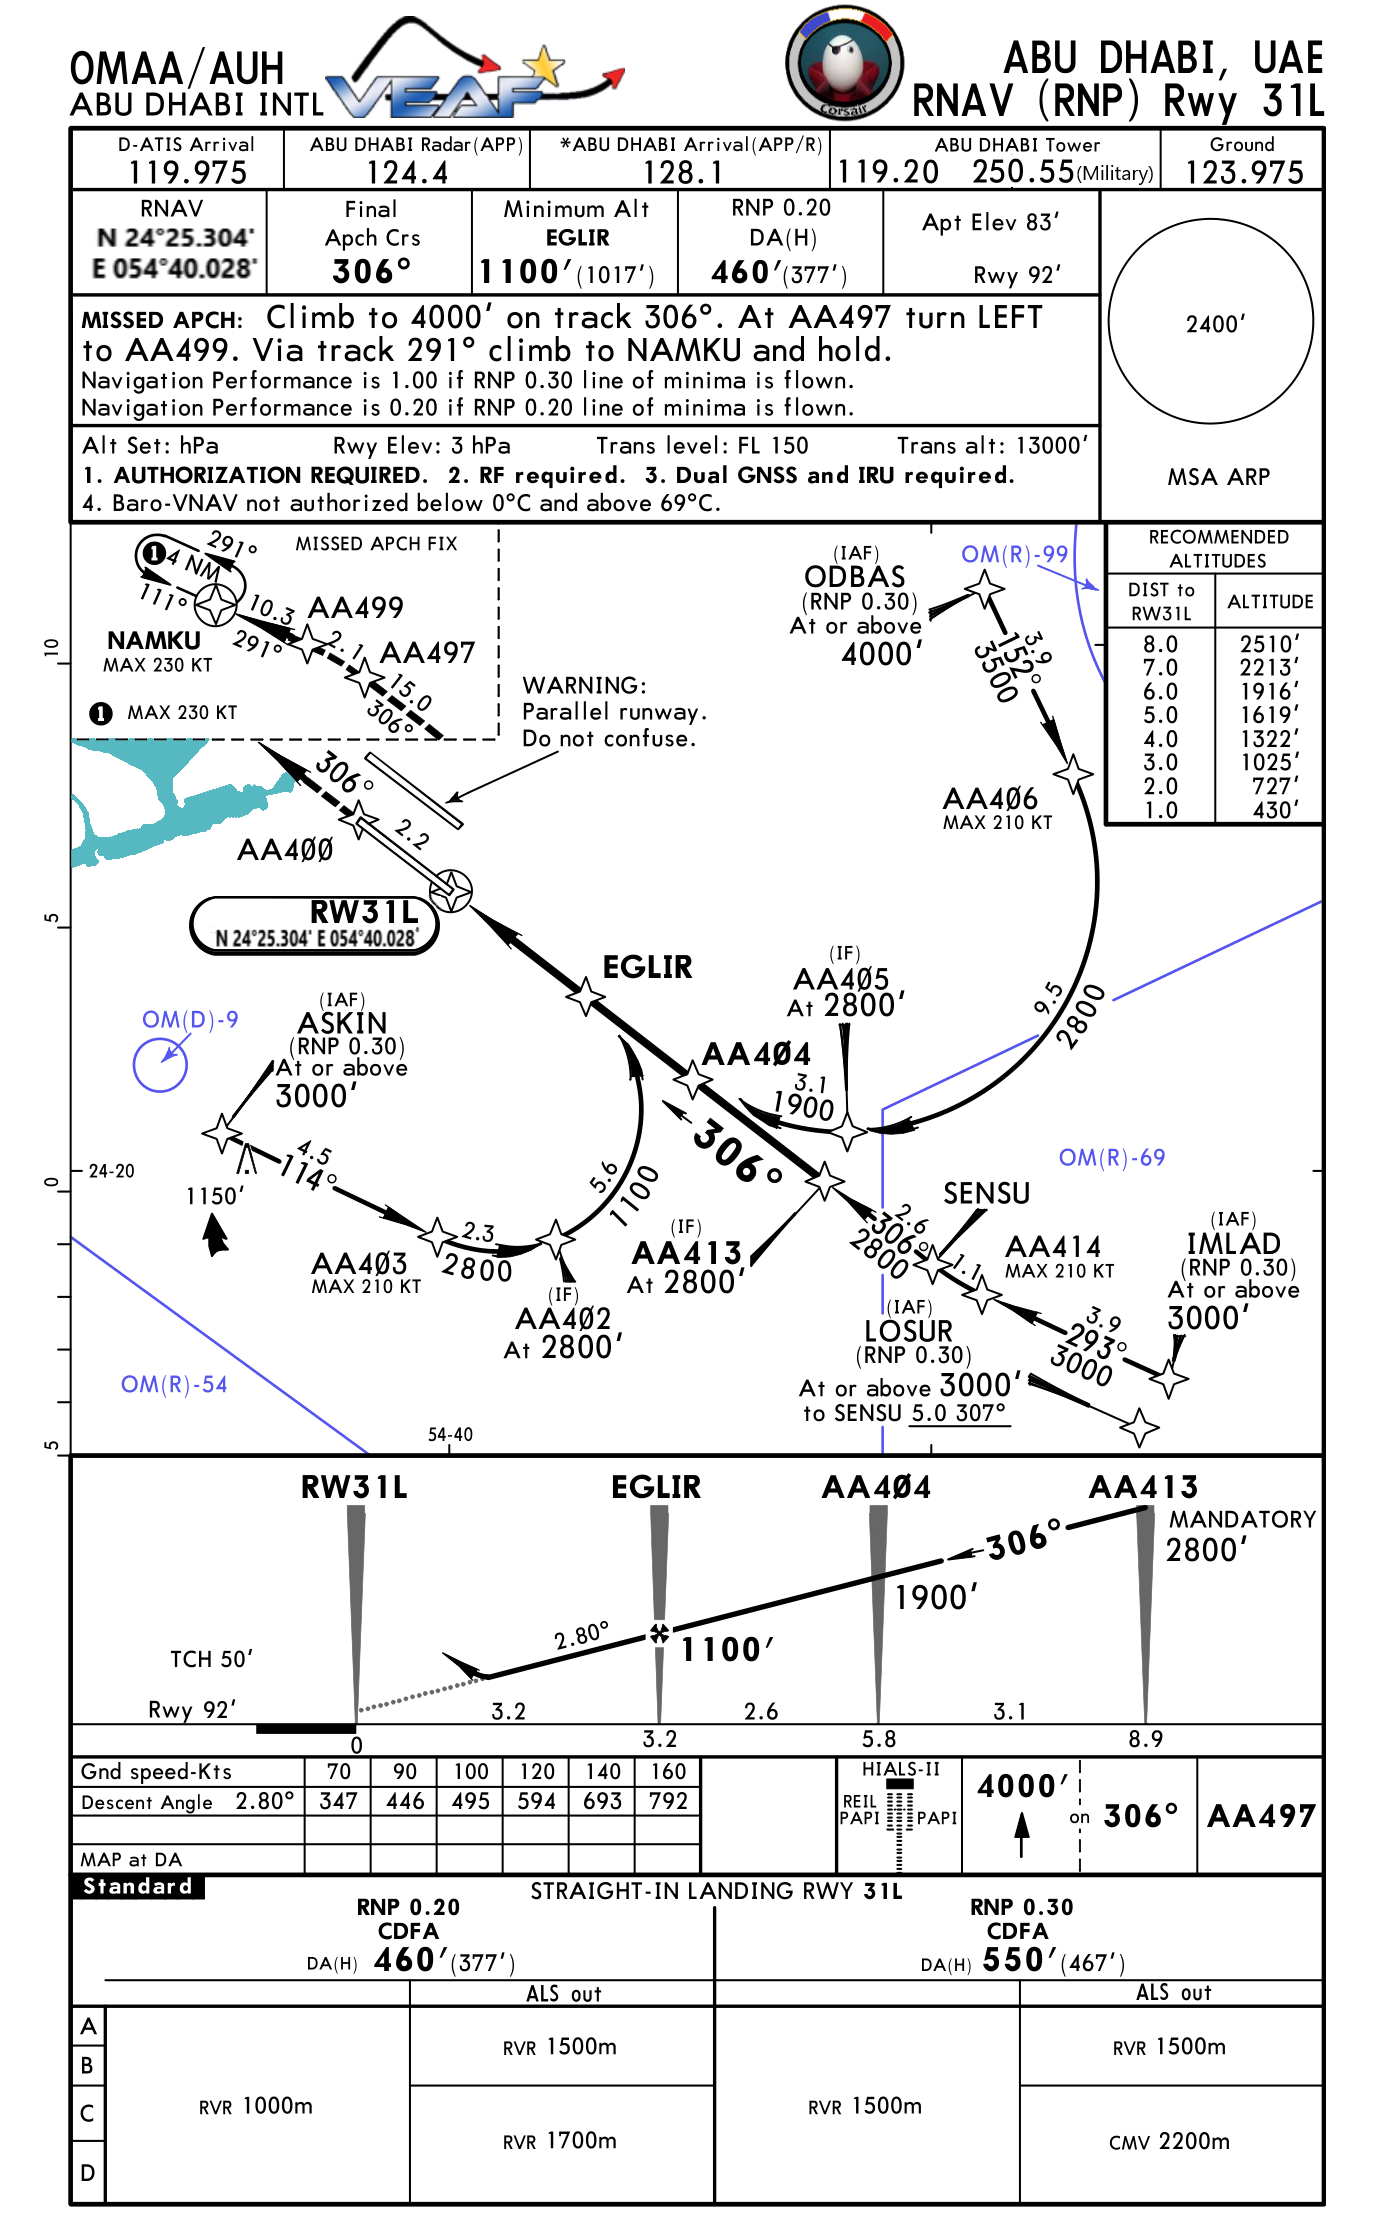 OMAA/AUH
ABU DHABI INTL
VEAF
Corsair
ABU DHABI, UAE
RNAV (RNP) Rwy 31L
D-ATIS Arrival
119.975
ABU DHABI Radar(APP)
124.4
*ABU DHABI Arrival(APP/R)
128.1
ABU DHABI Tower
119.20 250.55(Military)
Ground
123.975
RNAV
N 24°25.304'
E 054°40.028'
Final
Apch Crs
306°
Minimum Alt
EGLIR
1100'(1017')
RNP 0.20
DA(H)
460'(377')
Apt Elev 83'
Rwy 92'
2400'
MSA ARP
MISSED APCH: Climb to 4000' on track 306°. At AA497 turn LEFT
to AA499. Via track 291° climb to NAMKU and hold.
Navigation Performance is 1.00 if RNP 0.30 line of minima is flown.
Navigation Performance is 0.20 if RNP 0.20 line of minima is flown.
Alt Set: hPa Rwy Elev: 3 hPa Trans level: FL 150 Trans alt: 13000'
1. AUTHORIZATION REQUIRED. 2. RF required. 3. Dual GNSS and IRU required.
4. Baro-VNAV not authorized below 0°C and above 69°C.
MISSED APCH FIX
1
4 NM
291°
111°
NAMKU
MAX 230 KT
10.3
291°
AA499
2.1
AA497
15.0
306°
1 MAX 230 KT
WARNING:
Parallel runway.
Do not confuse.
(IAF)
ODBAS
(RNP 0.30)
At or above
4000'
OM(R)-99
3.9
152°
3500
AA4Ø6
MAX 210 KT
RECOMMENDED
ALTITUDES
DIST to
RW31L
ALTITUDE
8.0 2510'
7.0 2213'
6.0 1916'
5.0 1619'
4.0 1322'
3.0 1025'
2.0 727'
1.0 430'
10
5
0
5
306°
2.2
AA4ØØ
RW31L
N 24°25.304' E 054°40.028'
EGLIR
(IF)
AA4Ø5
At 2800'
9.5
2800
OM(D)-9
(IAF)
ASKIN
(RNP 0.30)
At or above
3000'
AA4Ø4
3.1
1900
306°
4.5
114°
1150'
24-20
5.6
1100
OM(R)-69
2.3
2800
AA4Ø3
MAX 210 KT
(IF)
AA4Ø2
At 2800'
(IF)
AA413
At 2800'
2.6
306°
2800
SENSU
1.1
AA414
MAX 210 KT
(IAF)
IMLAD
(RNP 0.30)
At or above
3000'
3.9
293°
3000
(IAF)
LOSUR
(RNP 0.30)
At or above 3000'
to SENSU 5.0 307°
OM(R)-54
54-40
RW31L EGLIR AA4Ø4 AA413
MANDATORY
2800'
306°
1900'
2.80°
1100'
TCH 50'
Rwy 92'
3.2 2.6 3.1
0 3.2 5.8 8.9
Gnd speed-Kts 70 90 100 120 140 160
Descent Angle 2.80° 347 446 495 594 693 792
MAP at DA
HIALS-II
REIL
PAPI PAPI
4000' on 306° AA497
Standard
STRAIGHT-IN LANDING RWY 31L
RNP 0.20
CDFA
DA(H) 460'(377')
RNP 0.30
CDFA
DA(H) 550'(467')
ALS out
ALS out
A
B
C
D
RVR 1000m
RVR 1500m
RVR 1700m
RVR 1500m
RVR 1500m
CMV 2200m